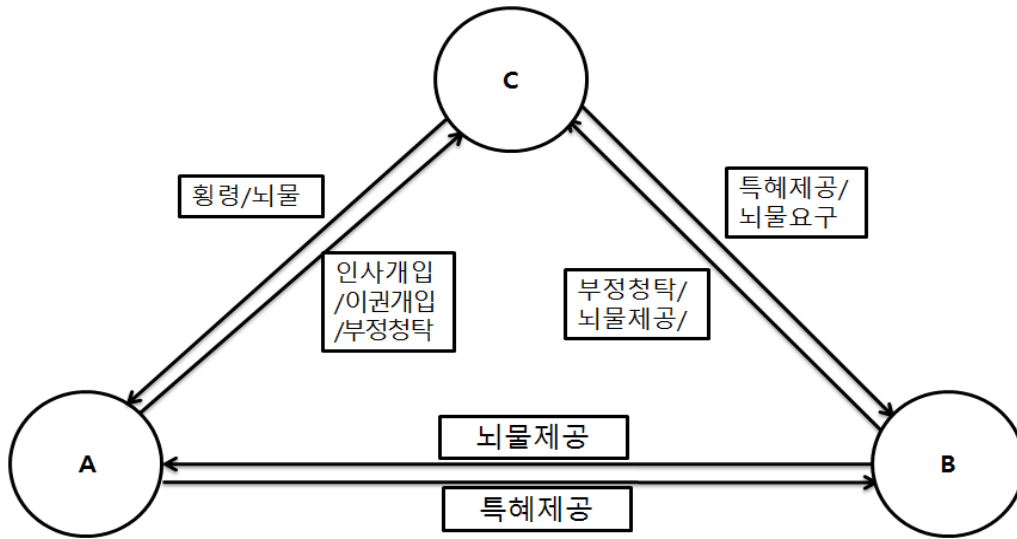 C
횡령/뇌물
특혜제공/
뇌물요구
인사개입
/이권개입
/부정청탁
부정청탁/
뇌물제공/
뇌물제공
A
B
특혜제공